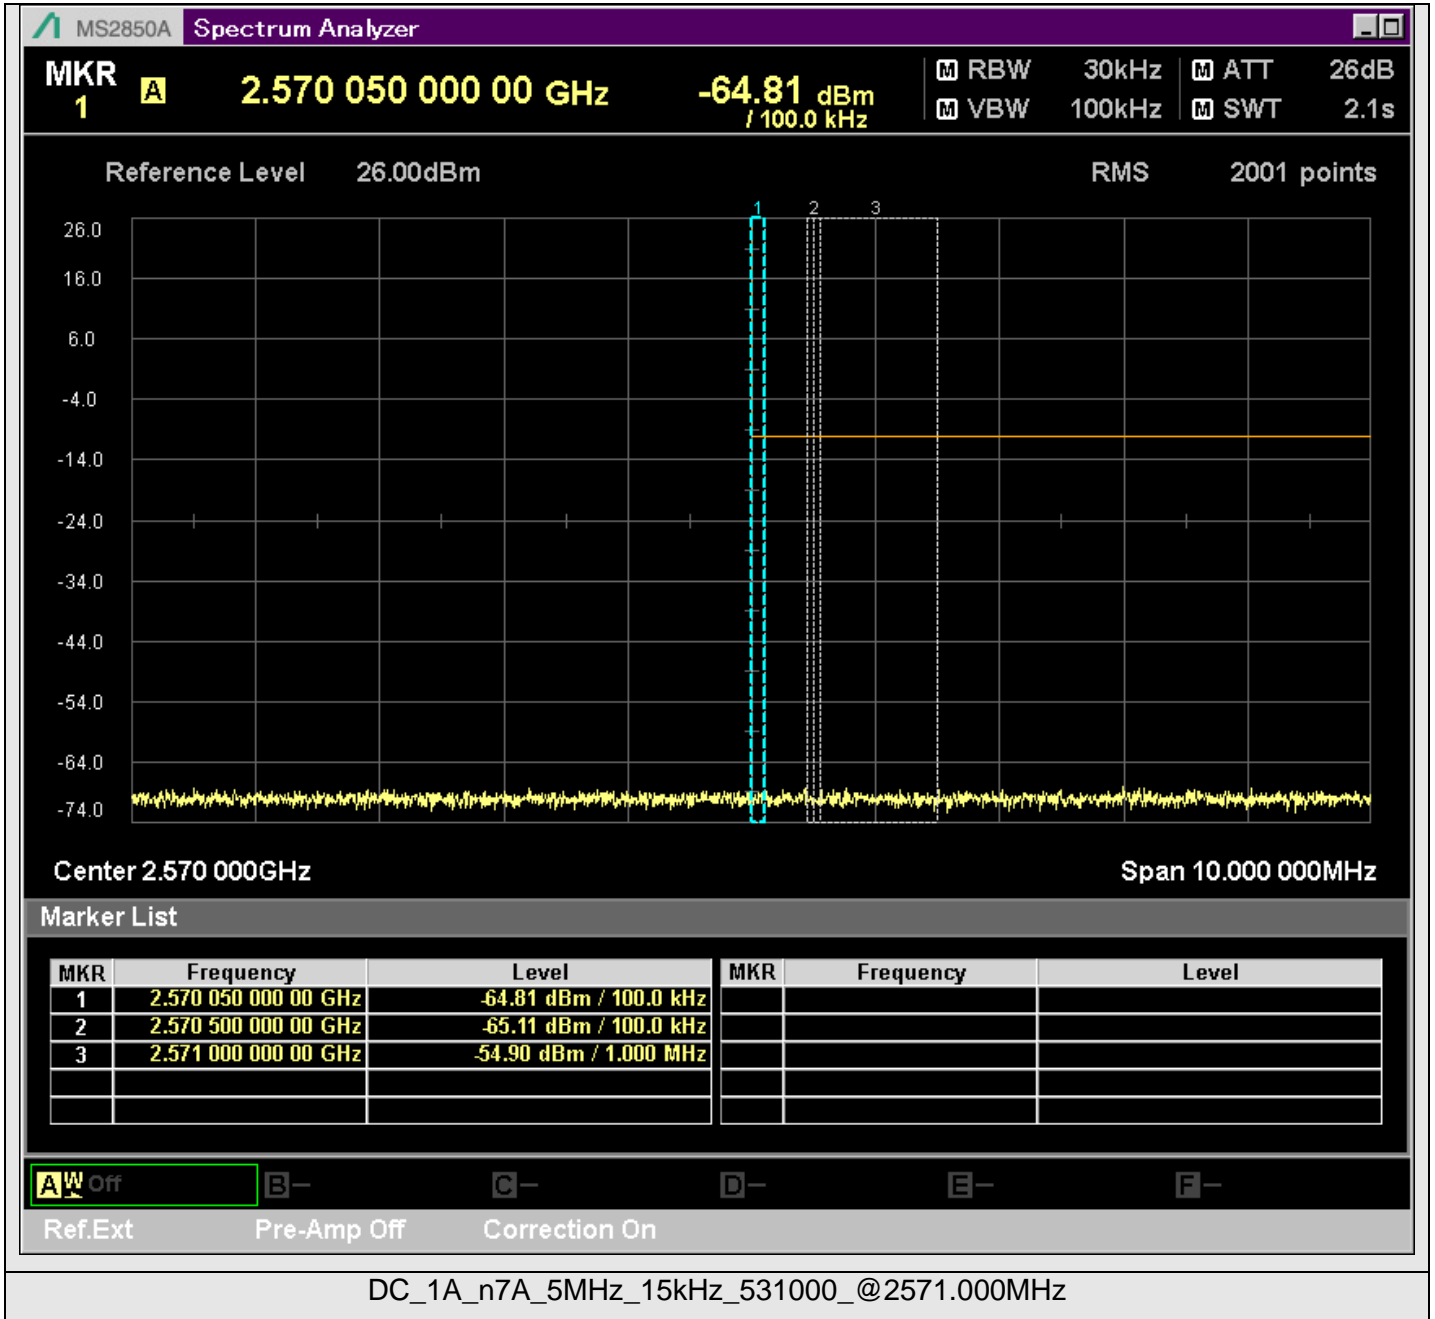 MS2850A Spectrum Analyzer
MKR 1 A 2.570 050 000 00 GHz -64.81 dBm / 100.0 kHz
M RBW 30kHz M ATT 26dB
M VBW 100kHz M SWT 2.1s
Reference Level 26.00dBm RMS 2001 points
1 2 3
26.0
16.0
6.0
-4.0
-14.0
-24.0
-34.0
-44.0
-54.0
-64.0
-74.0
Center 2.570 000GHz Span 10.000 000MHz
Marker List
MKR Frequency Level MKR Frequency Level
1 2.570 050 000 00 GHz -64.81 dBm / 100.0 kHz
2 2.570 500 000 00 GHz -65.11 dBm / 100.0 kHz
3 2.571 000 000 00 GHz -54.90 dBm / 1.000 MHz
A W Off B - C - D - E - F -
Ref.Ext Pre-Amp Off Correction On
DC_1A_n7A_5MHz_15kHz_531000_@2571.000MHz